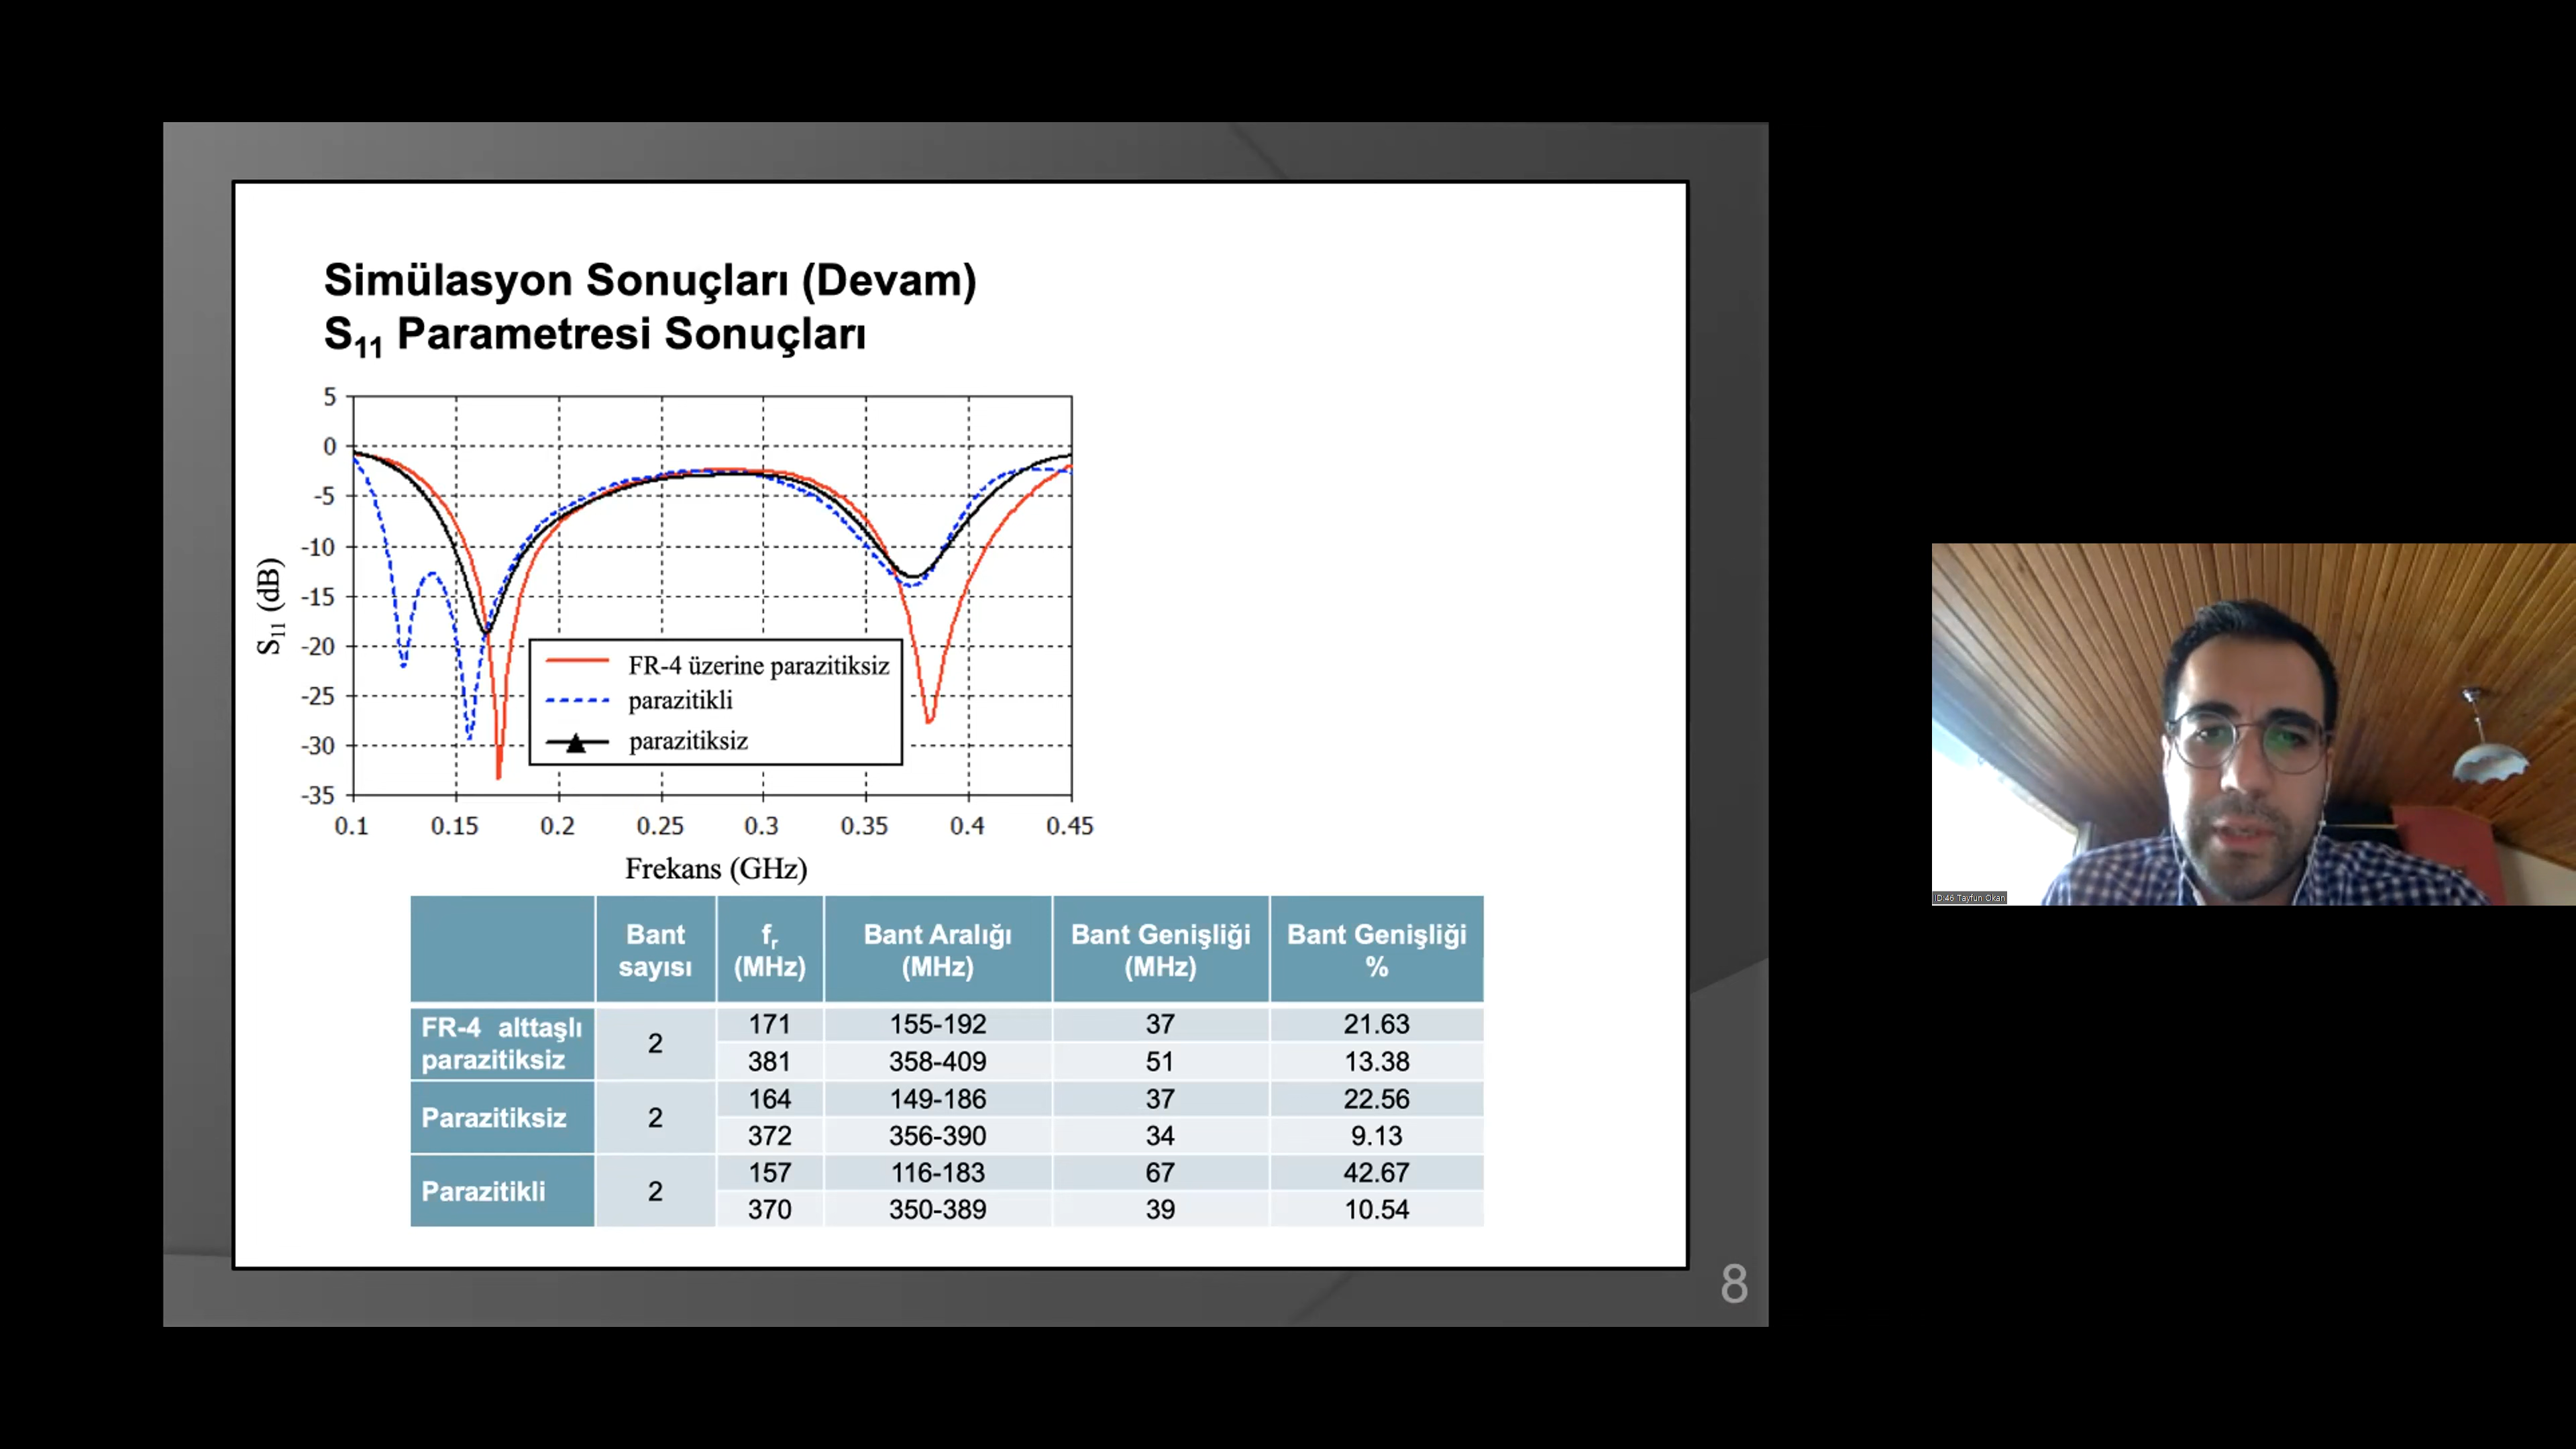 Simülasyon Sonuçları (Devam)
S11 Parametresi Sonuçları
5
0
-5
-10
-15
-20
-25
-30
-35
S11 (dB)
FR-4 üzerine parazitiksiz
parazitikli
parazitiksiz
0.1 0.15 0.2 0.25 0.3 0.35 0.4 0.45
Frekans (GHz)
Bant sayısı fr (MHz) Bant Aralığı (MHz) Bant Genişliği (MHz) Bant Genişliği %
FR-4 alttaşlı parazitiksiz 2 171 155-192 37 21.63
381 358-409 51 13.38
Parazitiksiz 2 164 149-186 37 22.56
372 356-390 34 9.13
Parazitikli 2 157 116-183 67 42.67
370 350-389 39 10.54
8
ID:46 Tayfun Okan